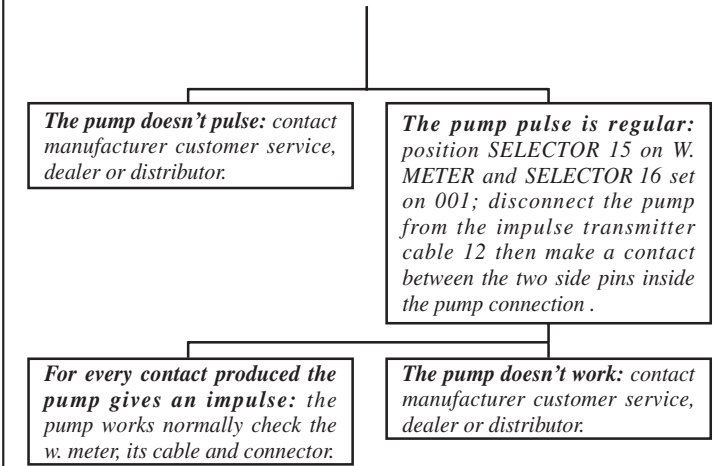 The pump doesn't pulse: contact
manufacturer customer service,
dealer or distributor.
The pump pulse is regular:
position SELECTOR 15 on W.
METER and SELECTOR 16 set
on 001; disconnect the pump
from the impulse transmitter
cable 12 then make a contact
between the two side pins inside
the pump connection .
For every contact produced the
pump gives an impulse: the
pump works normally check the
w. meter, its cable and connector.
The pump doesn't work: contact
manufacturer customer service,
dealer or distributor.